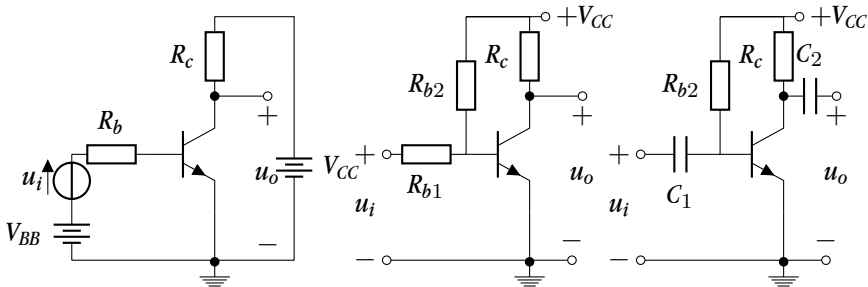 R_c
R_b
u_i
V_BB
+
u_o
−
V_CC
+V_CC
R_c
R_b2
+
R_b1
u_i
+
u_o
−
−
+V_CC
R_c
C_2
R_b2
+
C_1
u_i
+
u_o
−
−